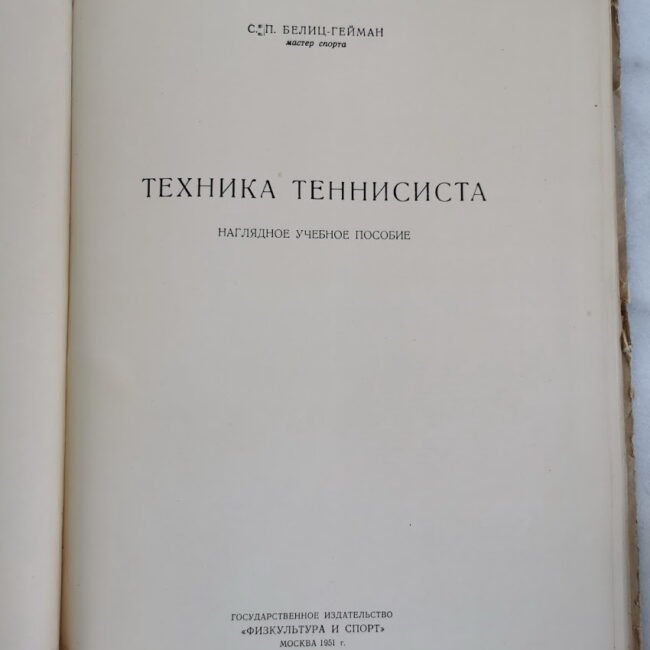 С. П. БЕЛИЦ-ГЕЙМАН
мастер спорта
ТЕХНИКА ТЕННИСИСТА
НАГЛЯДНОЕ УЧЕБНОЕ ПОСОБИЕ
ГОСУДАРСТВЕННОЕ ИЗДАТЕЛЬСТВО
«ФИЗКУЛЬТУРА И СПОРТ»
МОСКВА 1951 г.